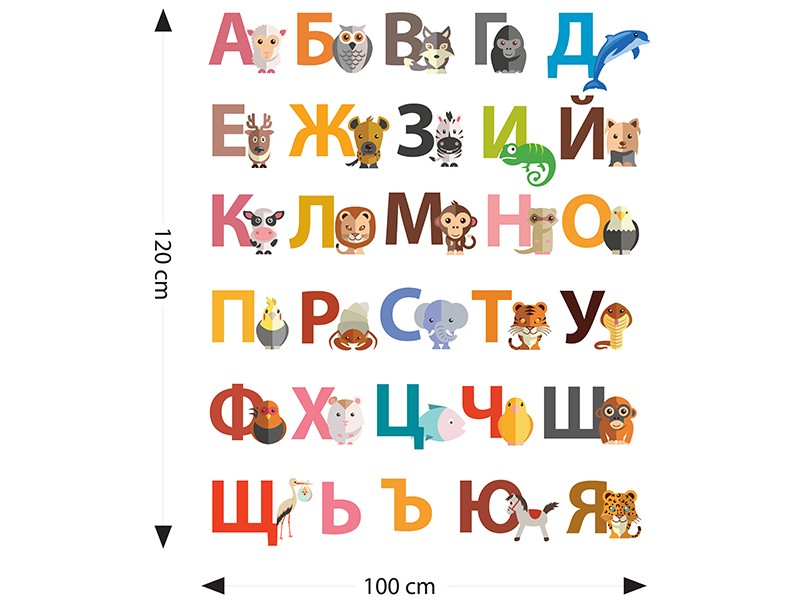 А Б В Г Д
Е Ж З И Й
К Л М Н О
П Р С Т У
Ф Х Ц Ч Ш
Щ Ь Ъ Ю Я
120 cm
100 cm